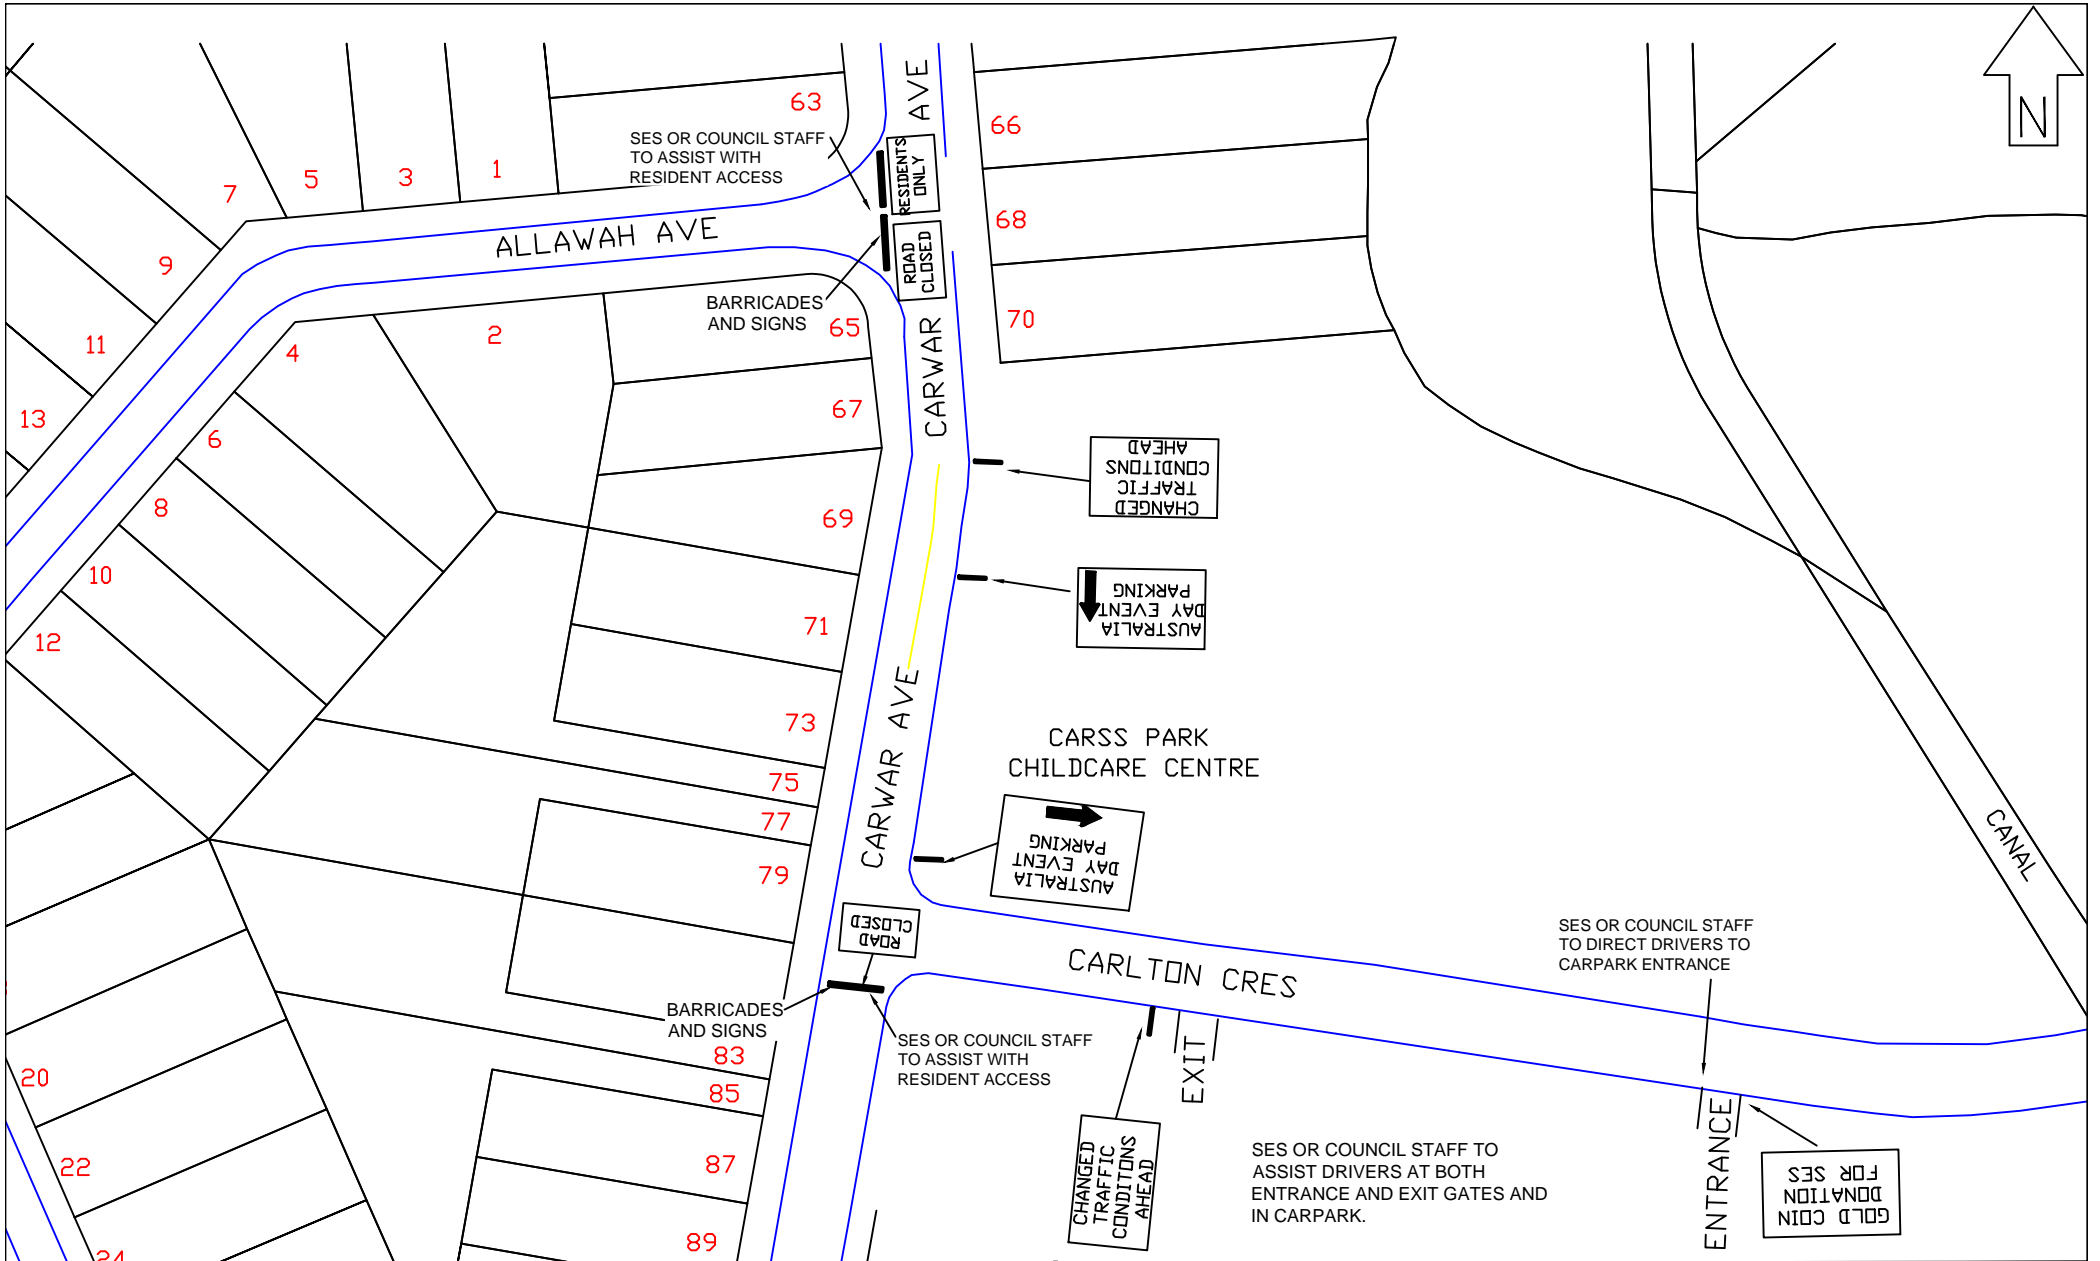 N
63
AVE
66
SES OR COUNCIL STAFF
TO ASSIST WITH
RESIDENT ACCESS
RESIDENTS
ONLY
7
5
3
1
68
ALLAWAH AVE
ROAD
CLOSED
9
BARRICADES
AND SIGNS
65
70
11
4
2
CARWAR
13
67
6
CHANGED
TRAFFIC
CONDITONS
AHEAD
8
69
10
AUSTRALIA
DAY EVENT
PARKING
12
71
73
CARWAR AVE
CARSS PARK
CHILDCARE CENTRE
75
77
79
AUSTRALIA
DAY EVENT
PARKING
CANAL
ROAD
CLOSED
CARLTON CRES
SES OR COUNCIL STAFF
TO DIRECT DRIVERS TO
CARPARK ENTRANCE
BARRICADES
AND SIGNS
SES OR COUNCIL STAFF
TO ASSIST WITH
RESIDENT ACCESS
83
85
20
EXIT
ENTRANCE
CHANGED
TRAFFIC
CONDITONS
AHEAD
SES OR COUNCIL STAFF TO
ASSIST DRIVERS AT BOTH
ENTRANCE AND EXIT GATES AND
IN CARPARK.
GOLD COIN
DONATION
FOR SES
22
87
89
24